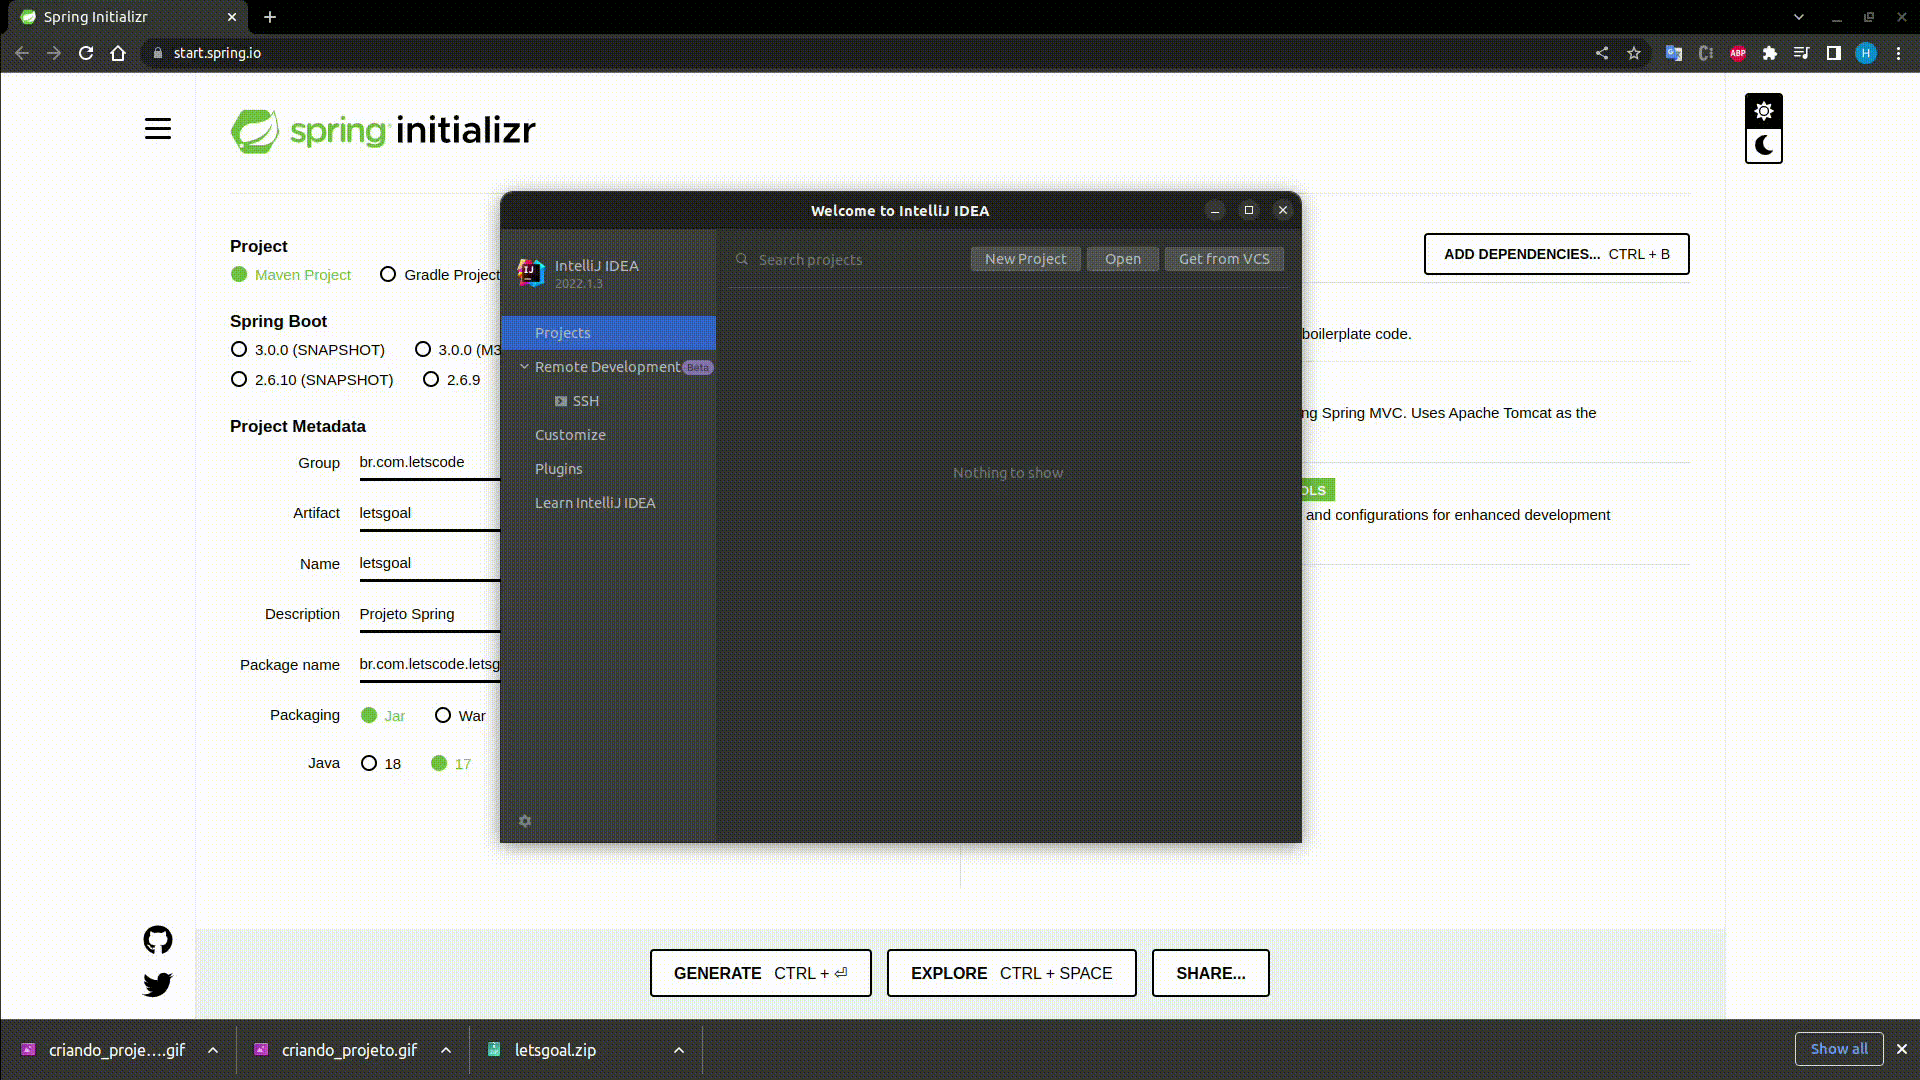 Spring Initializr
start.spring.io
ABP
H
spring initializr
Project
Maven Project
Gradle Project
Spring Boot
3.0.0 (SNAPSHOT)
3.0.0 (M3
2.6.10 (SNAPSHOT)
2.6.9
Project Metadata
Group
br.com.letscode
Artifact
letsgoal
Name
letsgoal
Description
Projeto Spring
Package name
br.com.letscode.letsg
Packaging
Jar
War
Java
18
17
Welcome to IntelliJ IDEA
IJ
IntelliJ IDEA
2022.1.3
Search projects
New Project
Open
Get from VCS
Projects
Remote Development
Beta
SSH
Customize
Plugins
Learn IntelliJ IDEA
Nothing to show
ADD DEPENDENCIES... CTRL + B
boilerplate code.
ng Spring MVC. Uses Apache Tomcat as the
OLS
and configurations for enhanced development
GENERATE CTRL + ⏎
EXPLORE CTRL + SPACE
SHARE...
criando_proje....gif
criando_projeto.gif
letsgoal.zip
Show all